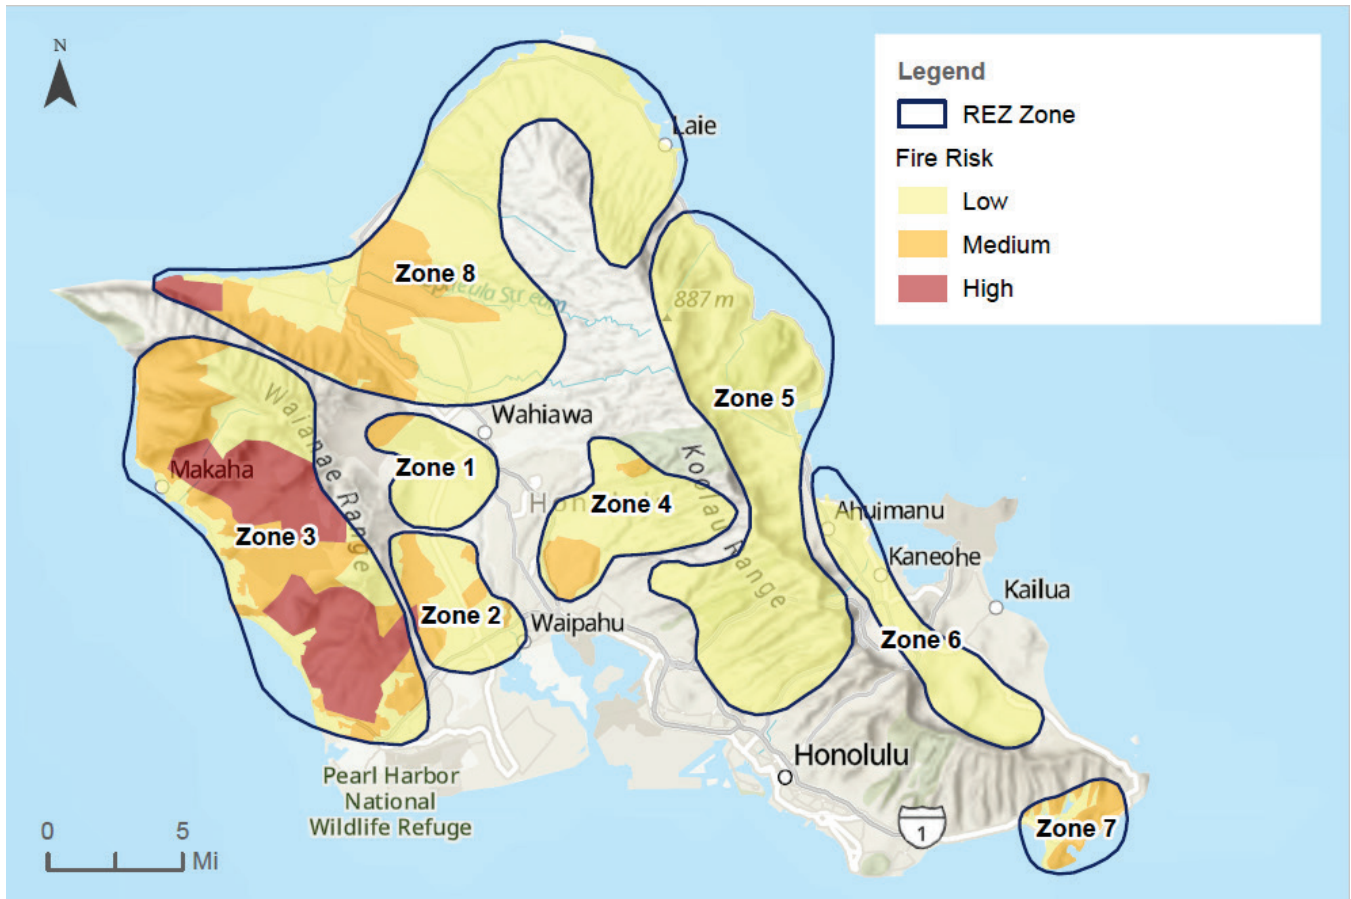 N
Legend
REZ Zone
Fire Risk
Low
Medium
High
Laie
Zone 8
887 m
Zone 5
Wahiawa
Waianae Range
Zone 1
Makaha
Zone 4
Koolau Range
Ahuimanu
Zone 3
Kaneohe
Kailua
Zone 2
Waipahu
Zone 6
Honolulu
Pearl Harbor
National
Wildlife Refuge
1
Zone 7
0 5
Mi